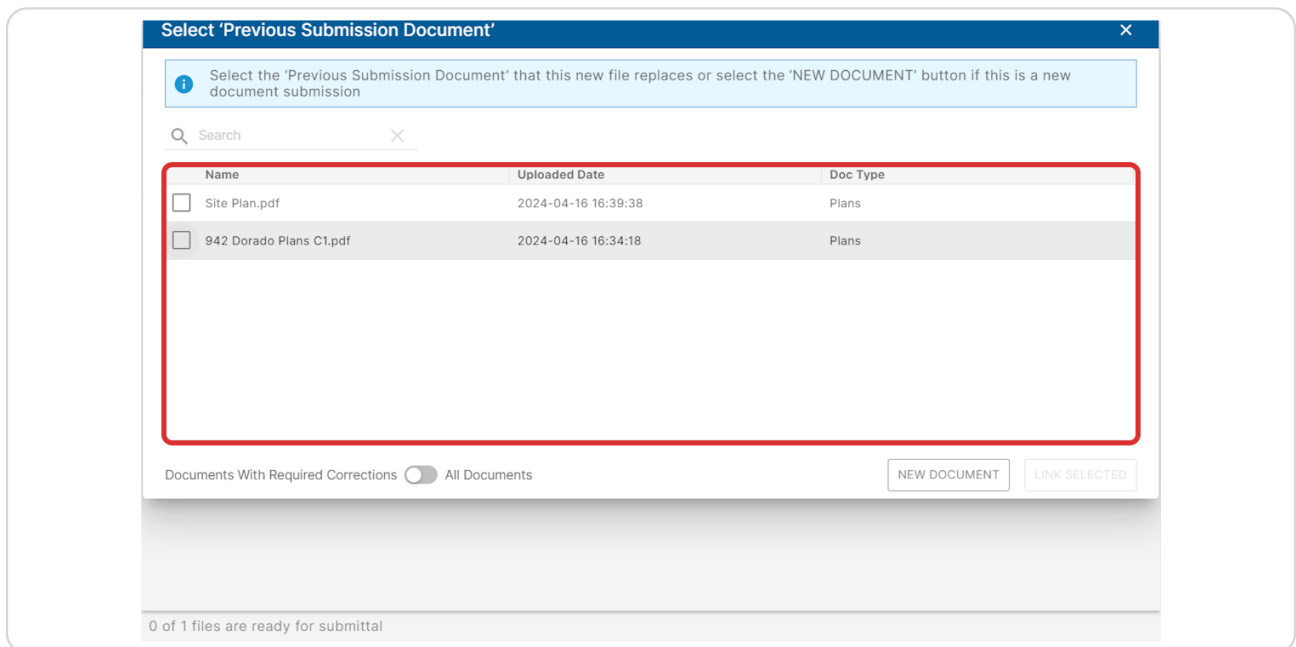 Select ‘Previous Submission Document’
Select the ‘Previous Submission Document’ that this new file replaces or select the ‘NEW DOCUMENT’ button if this is a new
document submission
Search
Name Uploaded Date Doc Type
Site Plan.pdf 2024-04-16 16:39:38 Plans
942 Dorado Plans C1.pdf 2024-04-16 16:34:18 Plans
Documents With Required Corrections All Documents NEW DOCUMENT LINK SELECTED
0 of 1 files are ready for submittal